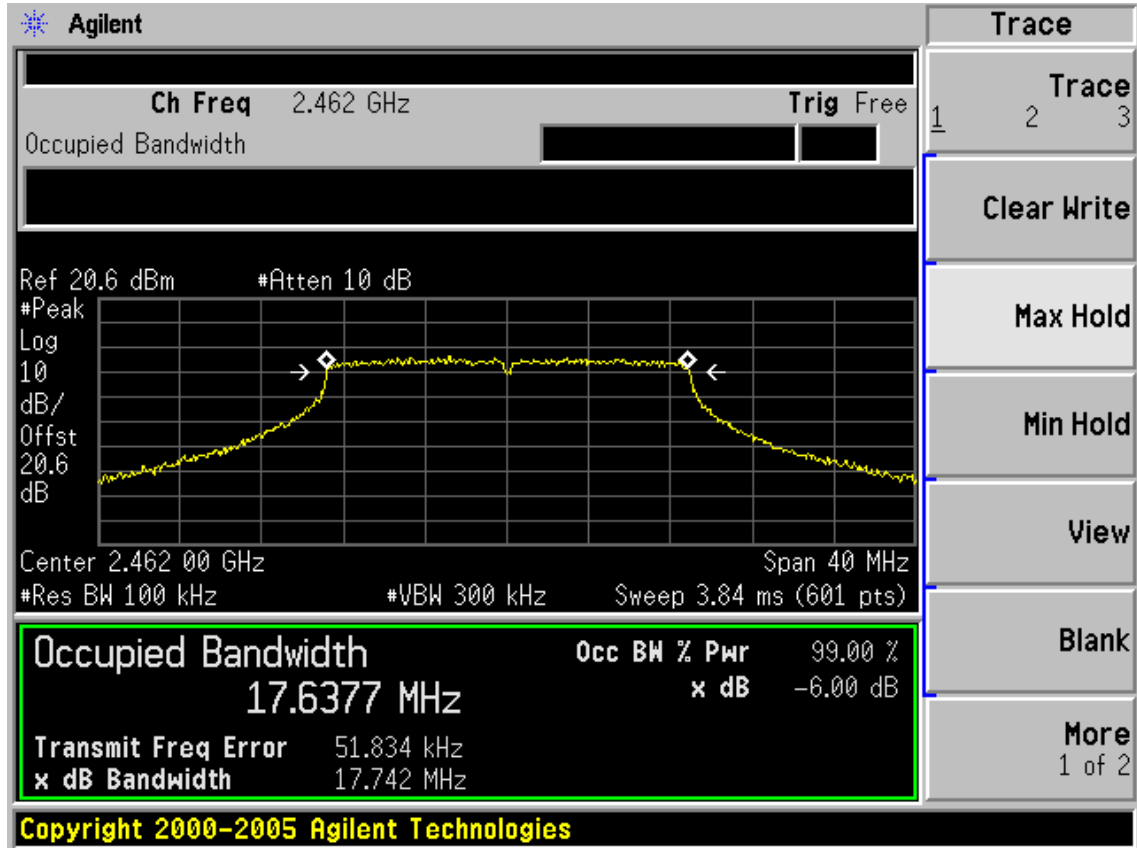 Agilent
Trace
Ch Freq 2.462 GHz Trig Free
Occupied Bandwidth
Trace
1 2 3
Clear Write
Max Hold
Min Hold
View
Blank
More
1 of 2
Ref 20.6 dBm #Atten 10 dB
#Peak
Log
10
dB/
Offst
20.6
dB
Center 2.462 00 GHz Span 40 MHz
#Res BW 100 kHz #VBW 300 kHz Sweep 3.84 ms (601 pts)
Occupied Bandwidth Occ BW % Pwr 99.00 %
17.6377 MHz x dB -6.00 dB
Transmit Freq Error 51.834 kHz
x dB Bandwidth 17.742 MHz
Copyright 2000-2005 Agilent Technologies